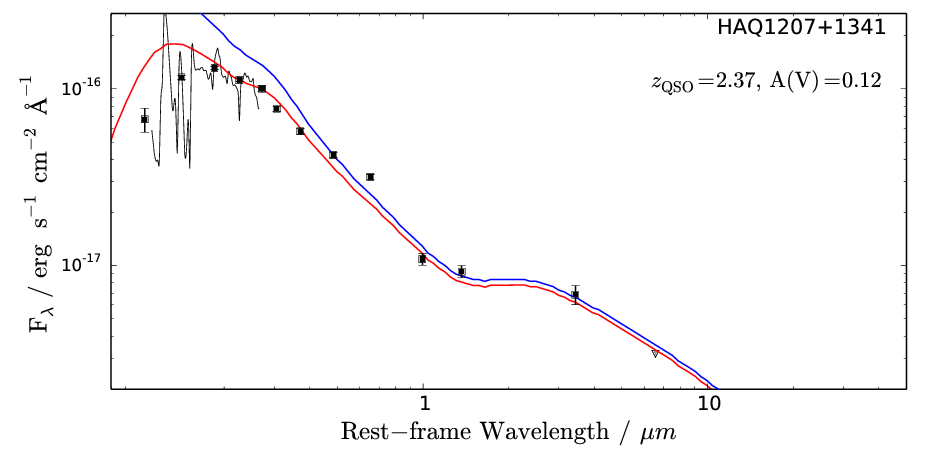 HAQ1207+1341
z_QSO=2.37, A(V)=0.12
10⁻¹⁶
10⁻¹⁷
F_λ / erg s⁻¹ cm⁻² Å⁻¹
1 10
Rest−frame Wavelength / μm